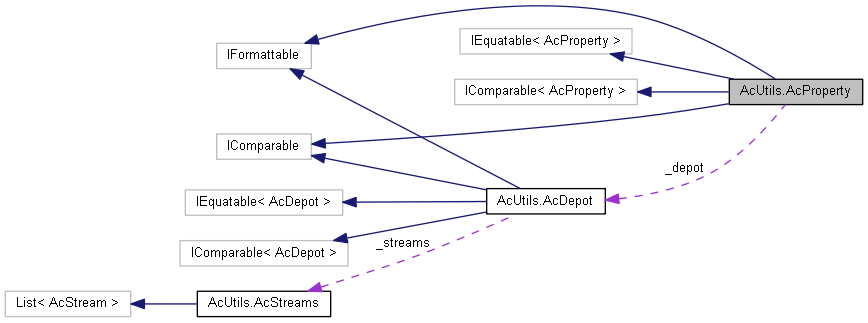 IFormattable
IEquatable< AcProperty >
IComparable< AcProperty >
AcUtils.AcProperty
IComparable
_depot
IEquatable< AcDepot >
AcUtils.AcDepot
IComparable< AcDepot >
_streams
List< AcStream >
AcUtils.AcStreams